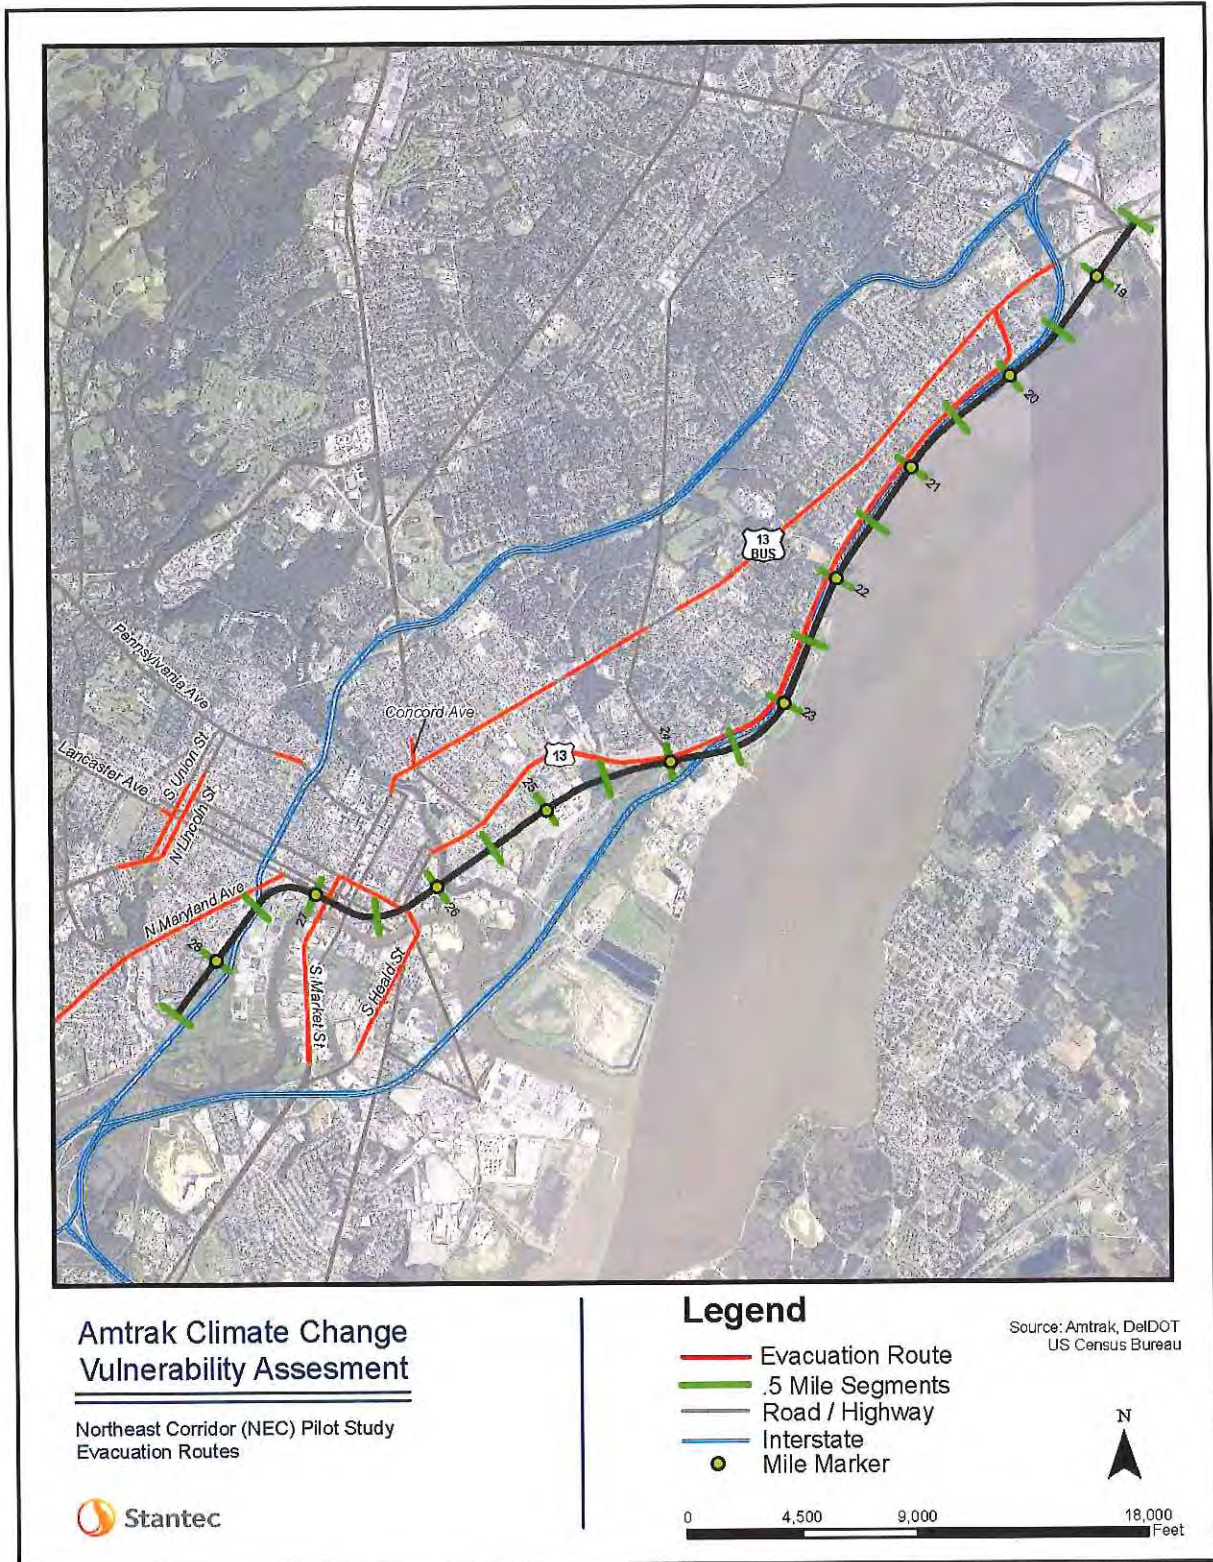 19
20
21
13
BUS
22
Pennsylvania Ave
23
Concord Ave
24
S Union St
Lancaster Ave
13
N Lincoln St
25
N Maryland Ave
27
26
28
S Market St
S Heald St
Amtrak Climate Change
Vulnerability Assesment
Northeast Corridor (NEC) Pilot Study
Evacuation Routes
Stantec
Legend
Evacuation Route
.5 Mile Segments
Road / Highway
Interstate
Mile Marker
Source: Amtrak, DelDOT
US Census Bureau
N
0 4,500 9,000 18,000
Feet